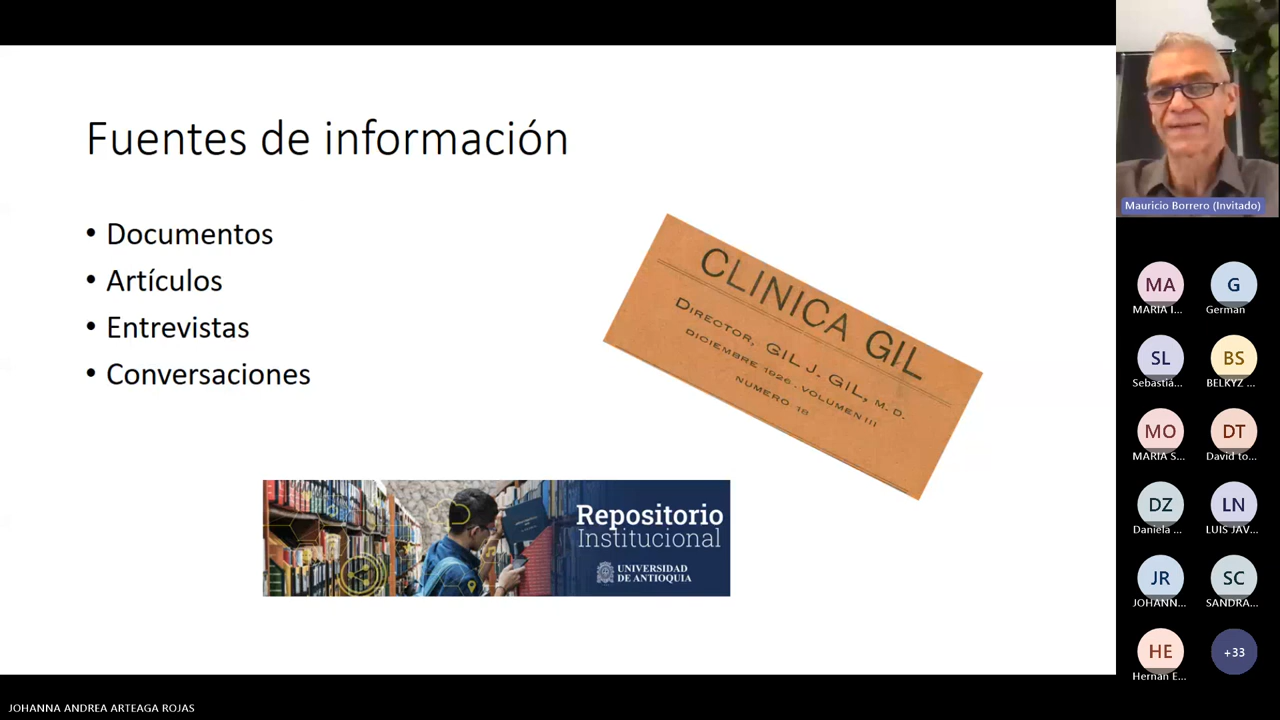 Fuentes de información
• Documentos
• Artículos
• Entrevistas
• Conversaciones
CLINICA GIL
DIRECTOR, GIL J. GIL, M. D.
DICIEMBRE 1926 - VOLUMEN III
NUMERO 18
Repositorio
Institucional
UNIVERSIDAD
DE ANTIOQUIA
Mauricio Borrero (Invitado)
MA
MARIA I...
G
German
SL
Sebastiá...
BS
BELKYZ ...
MO
MARIA S...
DT
David to...
DZ
Daniela ...
LN
LUIS JAV...
JR
JOHANN...
SC
SANDRA...
HE
Hernan E...
+33
JOHANNA ANDREA ARTEAGA ROJAS